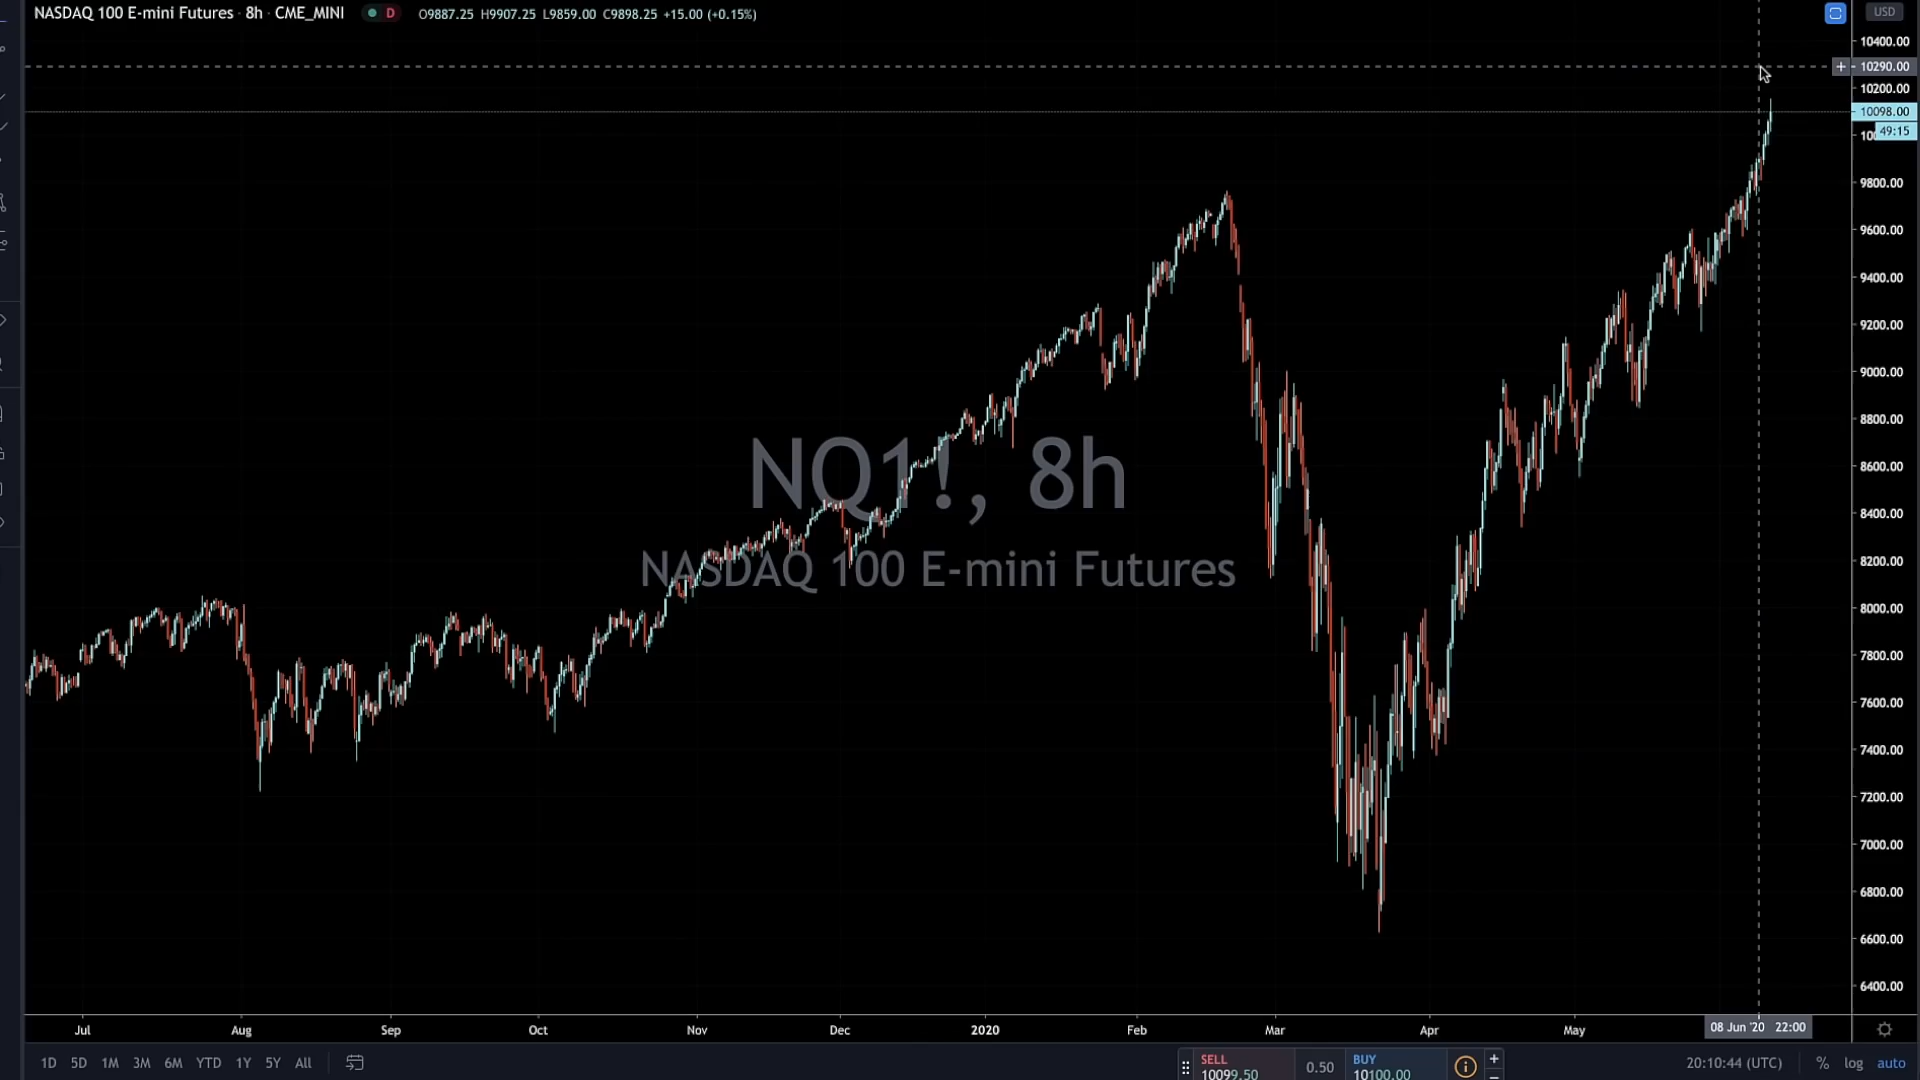 NASDAQ 100 E-mini Futures · 8h · CME_MINI D O9887.25 H9907.25 L9859.00 C9898.25 +15.00 (+0.15%)
USD
10400.00
10290.00
10200.00
10098.00
49:15
9800.00
9600.00
9400.00
9200.00
9000.00
8800.00
8600.00
8400.00
8200.00
8000.00
7800.00
7600.00
7400.00
7200.00
7000.00
6800.00
6600.00
6400.00
NQ1!, 8h
NASDAQ 100 E-mini Futures
Jul Aug Sep Oct Nov Dec 2020 Feb Mar Apr May 08 Jun '20 22:00
1D 5D 1M 3M 6M YTD 1Y 5Y All
SELL
10099.50
0.50
BUY
10100.00
20:10:44 (UTC) % log auto